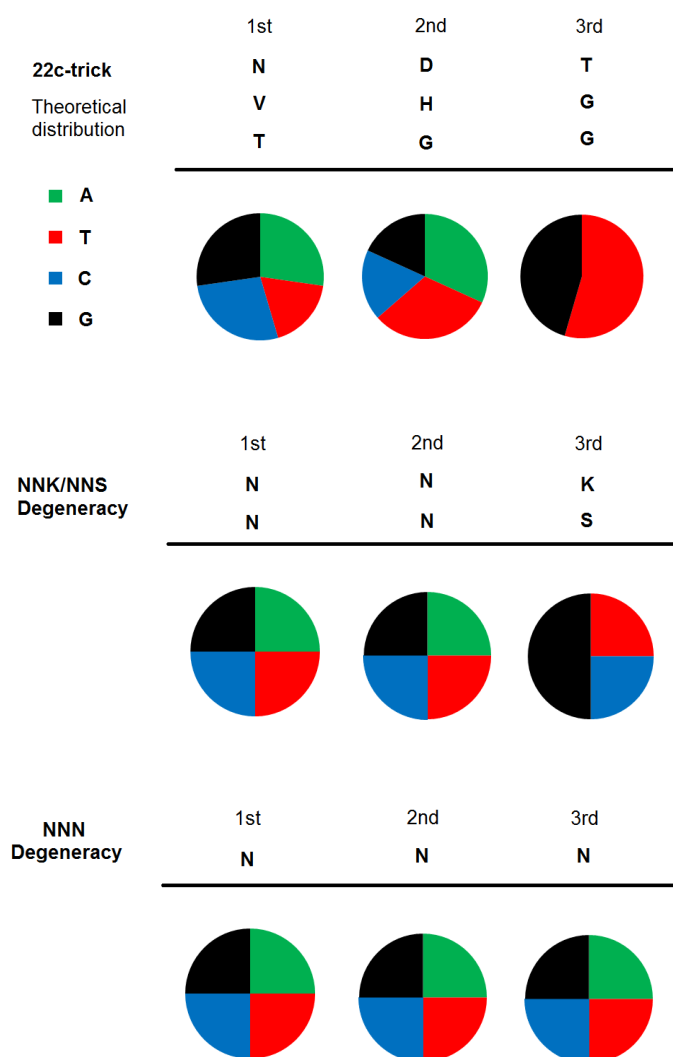 1st 2nd 3rd
22c-trick N D T
Theoretical
distribution
V H G
T G G
A
T
C
G
1st 2nd 3rd
NNK/NNS
Degeneracy
N N K
N N S
1st 2nd 3rd
NNN
Degeneracy
N N N